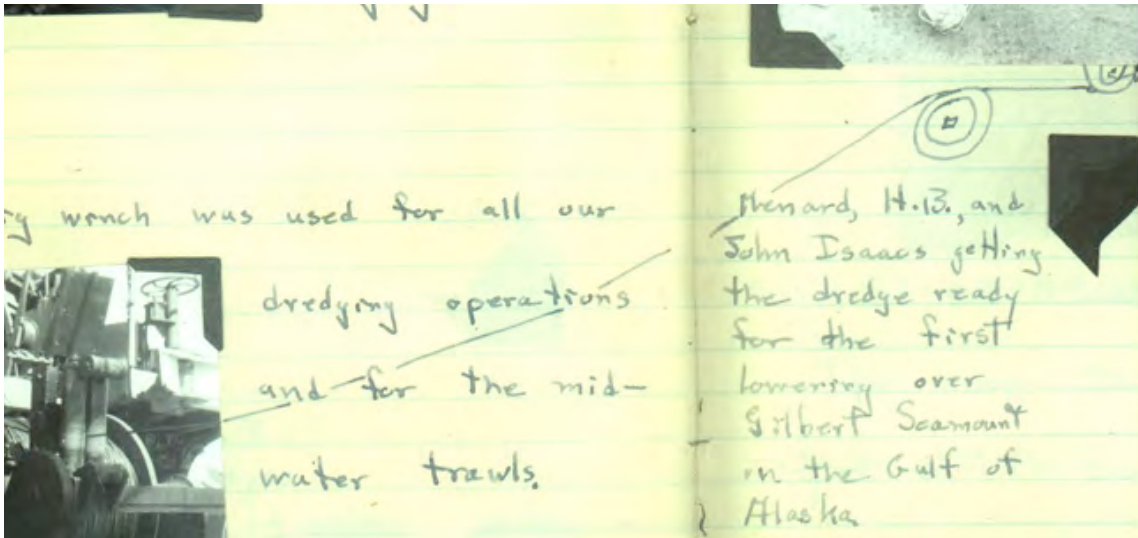 winch was used for all our
dredging operations
and for the mid-
water trawls.
Menard, H.B., and
John Isaacs getting
the dredge ready
for the first
lowering over
Gilbert Seamount
in the Gulf of
Alaska